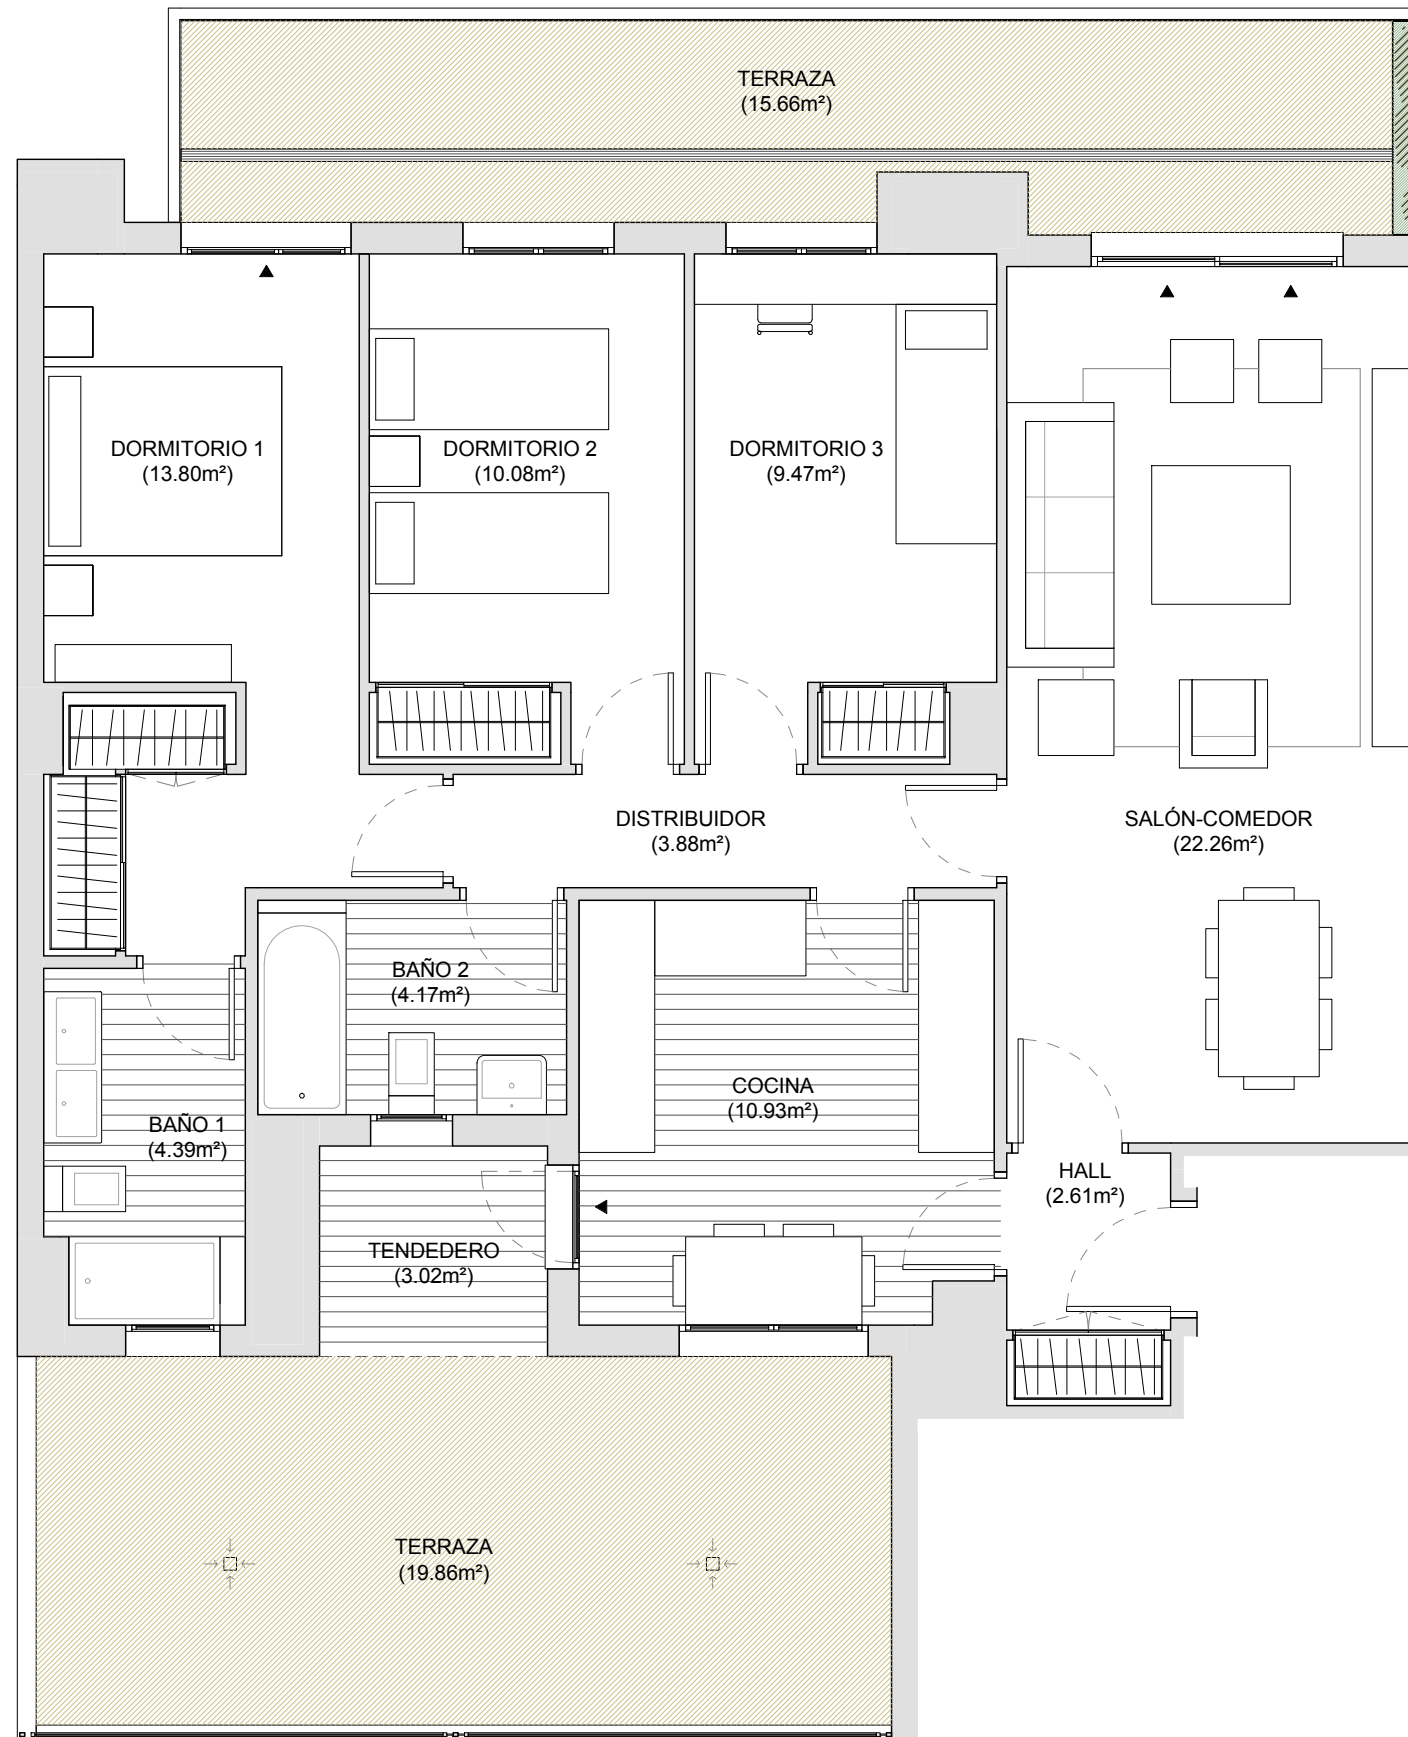 TERRAZA
(15.66m²)
DORMITORIO 1
(13.80m²)
DORMITORIO 2
(10.08m²)
DORMITORIO 3
(9.47m²)
DISTRIBUIDOR
(3.88m²)
SALÓN-COMEDOR
(22.26m²)
BAÑO 2
(4.17m²)
COCINA
(10.93m²)
BAÑO 1
(4.39m²)
HALL
(2.61m²)
TENDEDERO
(3.02m²)
TERRAZA
(19.86m²)